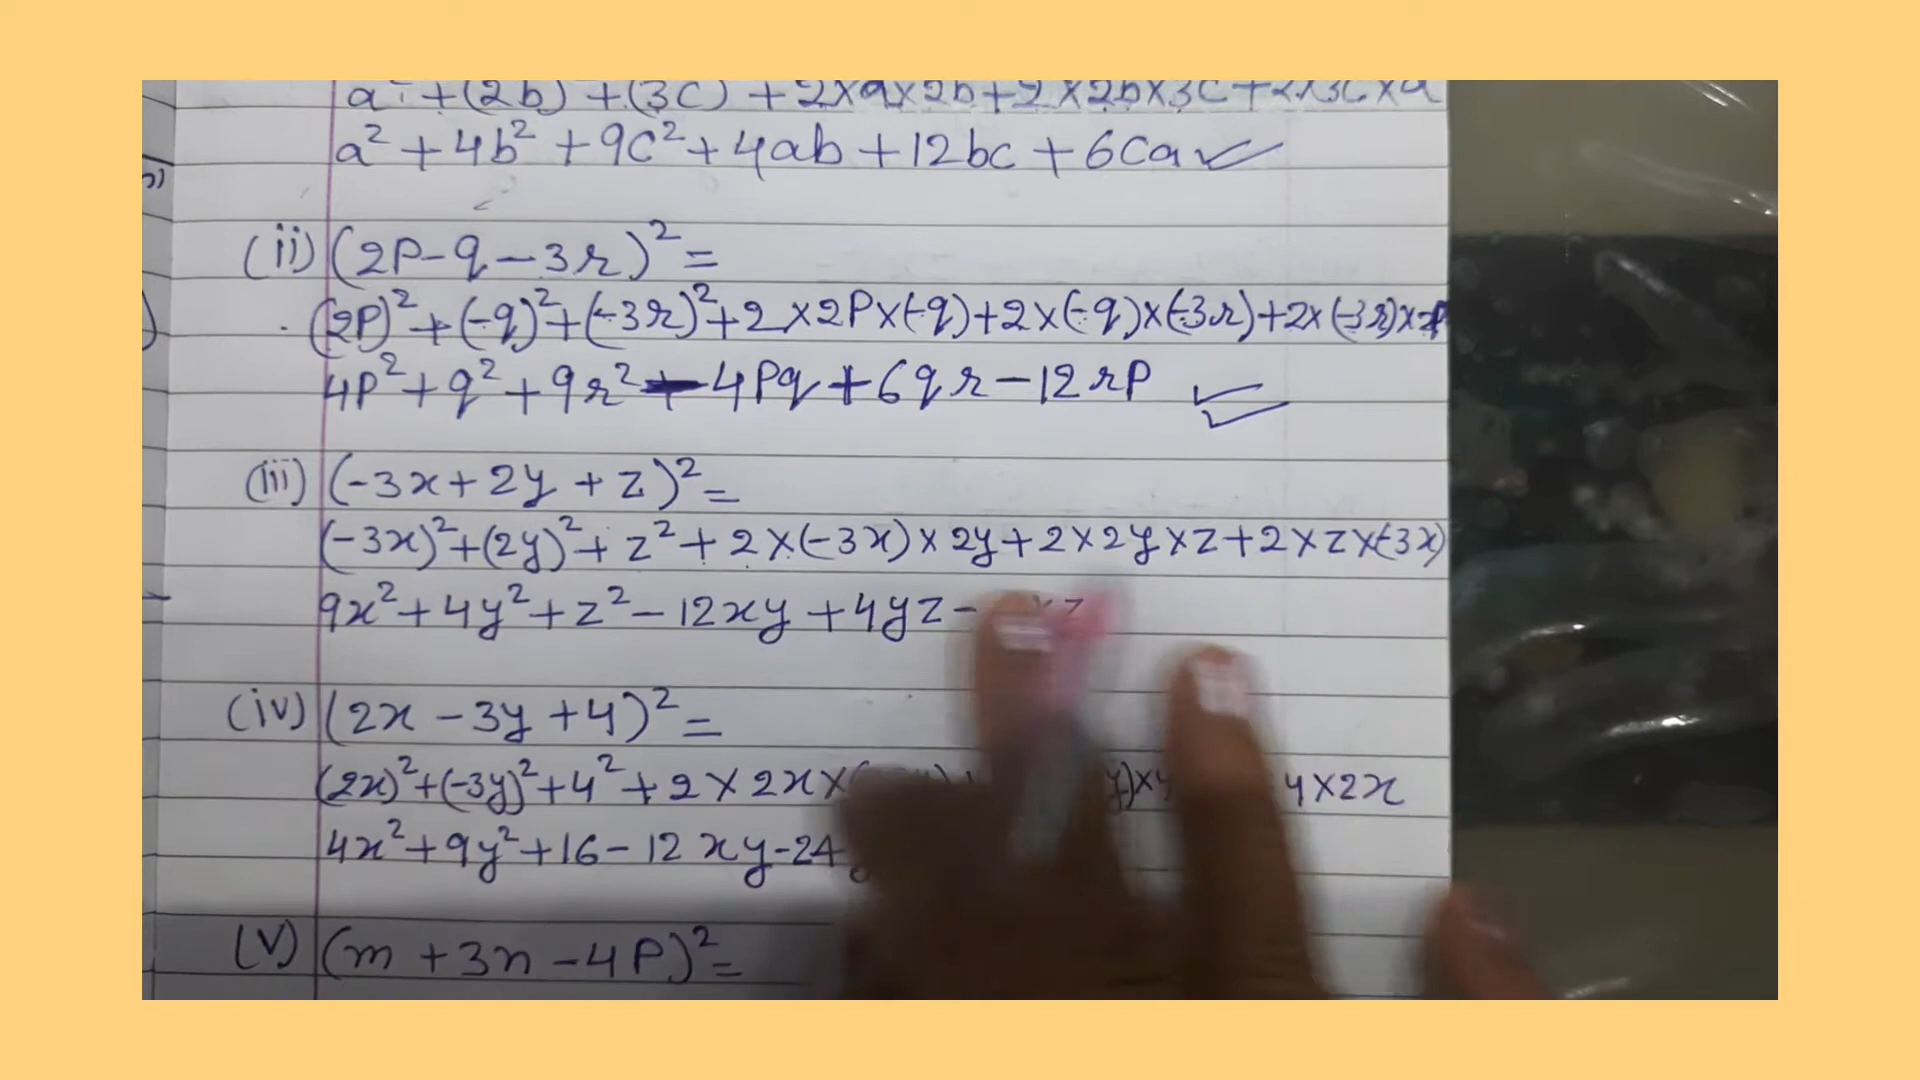 a² + (2b)² + (3c)² + 2×a×2b + 2×2b×3c + 2×3c×a
a² + 4b² + 9c² + 4ab + 12bc + 6ca ✓
(ii) (2P - q - 3r)² =
(2P)² + (-q)² + (-3r)² + 2×2P×(-q) + 2×(-q)×(-3r) + 2×(-3r)×2P
4P² + q² + 9r² - 4Pq + 6qr - 12rP ✓
(iii) (-3x + 2y + z)² =
(-3x)² + (2y)² + z² + 2×(-3x)×2y + 2×2y×z + 2×z×(-3x)
9x² + 4y² + z² - 12xy + 4yz -
(iv) (2x - 3y + 4)² =
(2x)² + (-3y)² + 4² + 2×2x× 4×2x
4x² + 9y² + 16 - 12xy - 24
(v) (m + 3n - 4P)² =